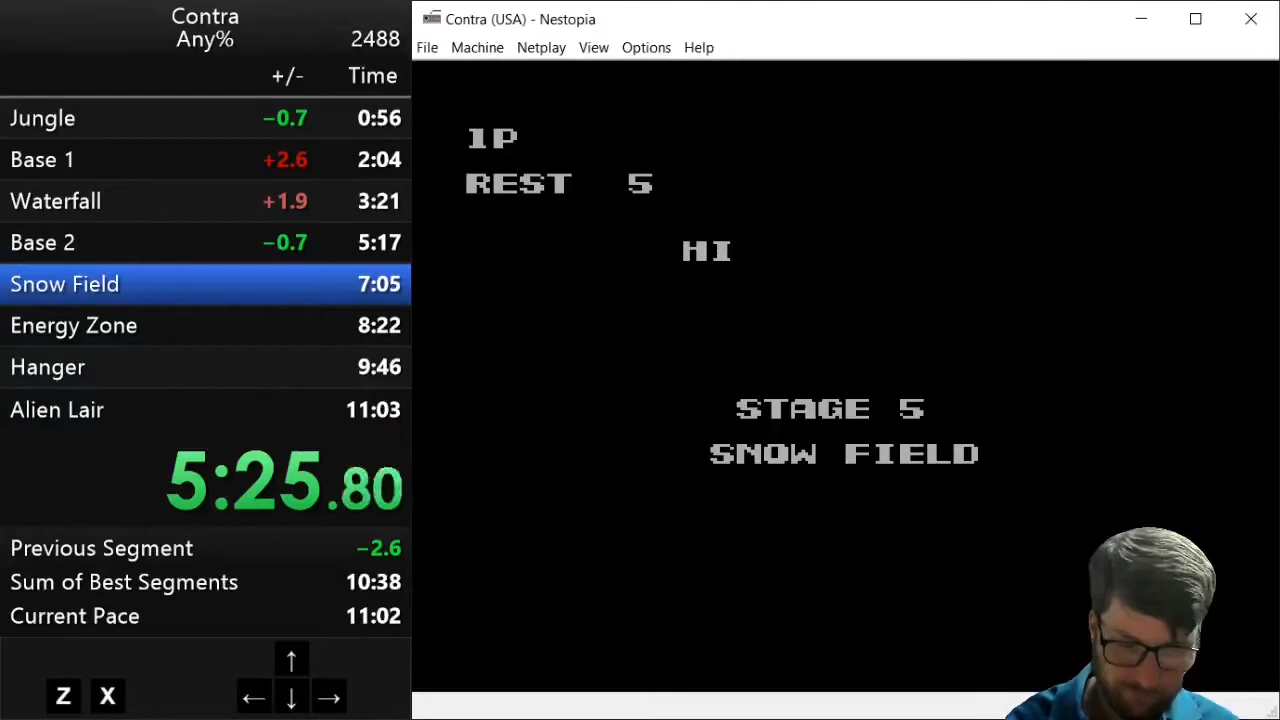 Contra
Any% 2488
+/- Time
Jungle −0.7 0:56
Base 1 +2.6 2:04
Waterfall +1.9 3:21
Base 2 −0.7 5:17
Snow Field 7:05
Energy Zone 8:22
Hanger 9:46
Alien Lair 11:03
5:25.80
Previous Segment −2.6
Sum of Best Segments 10:38
Current Pace 11:02
Z X ← ↑ ↓ →
Contra (USA) - Nestopia
File Machine Netplay View Options Help
1P
REST 5
HI
STAGE 5
SNOW FIELD